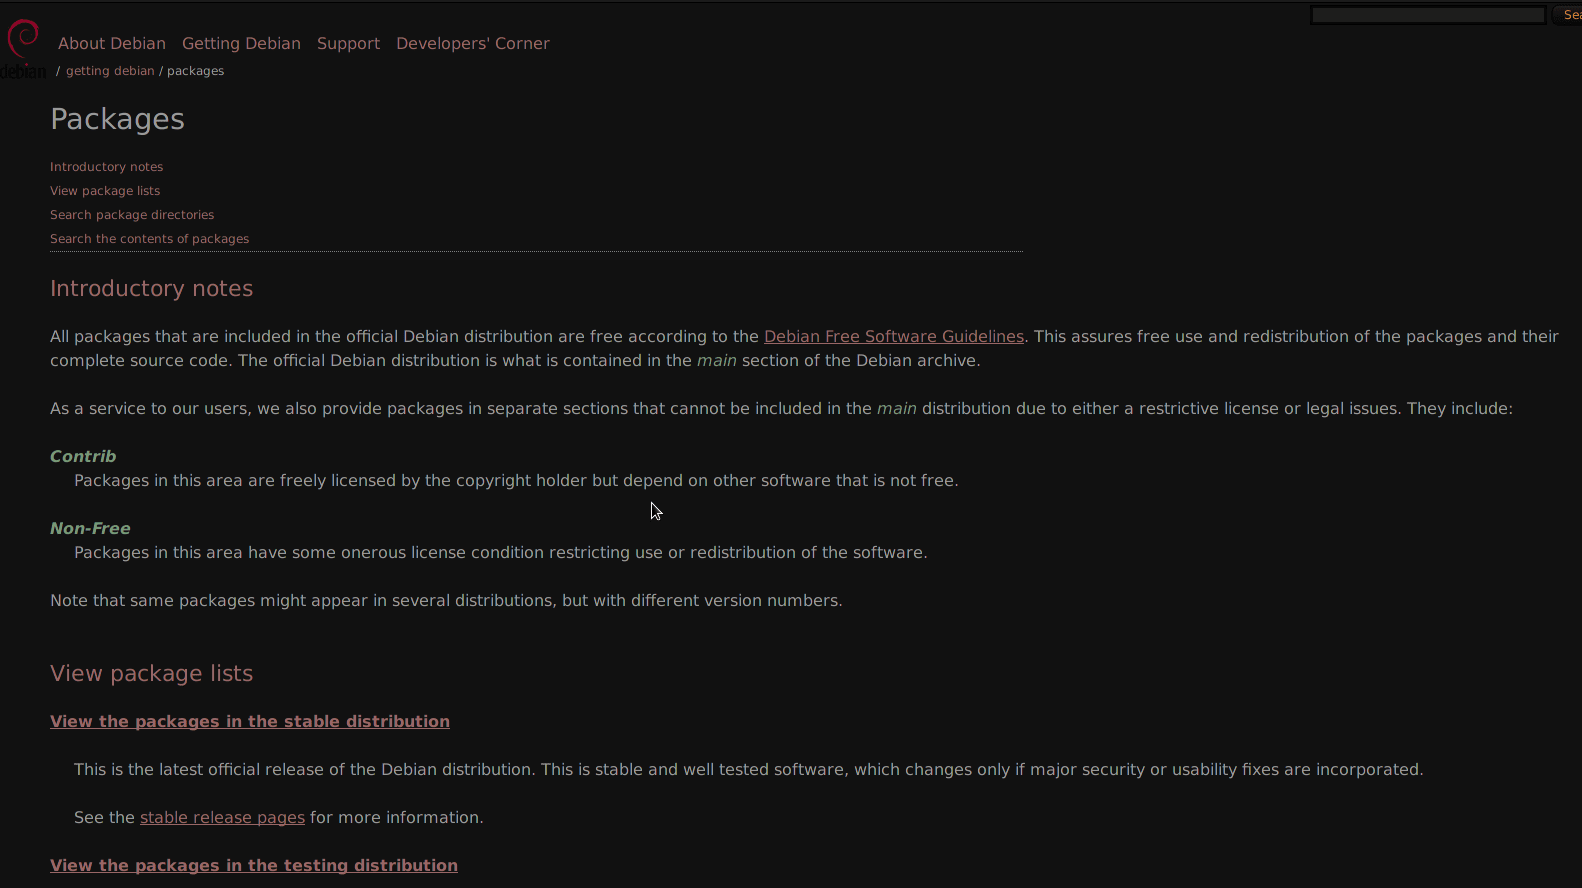 Sea
About Debian Getting Debian Support Developers' Corner
debian / getting debian / packages
Packages
Introductory notes
View package lists
Search package directories
Search the contents of packages
Introductory notes
All packages that are included in the official Debian distribution are free according to the Debian Free Software Guidelines. This assures free use and redistribution of the packages and their
complete source code. The official Debian distribution is what is contained in the main section of the Debian archive.
As a service to our users, we also provide packages in separate sections that cannot be included in the main distribution due to either a restrictive license or legal issues. They include:
Contrib
Packages in this area are freely licensed by the copyright holder but depend on other software that is not free.
Non-Free
Packages in this area have some onerous license condition restricting use or redistribution of the software.
Note that same packages might appear in several distributions, but with different version numbers.
View package lists
View the packages in the stable distribution
This is the latest official release of the Debian distribution. This is stable and well tested software, which changes only if major security or usability fixes are incorporated.
See the stable release pages for more information.
View the packages in the testing distribution